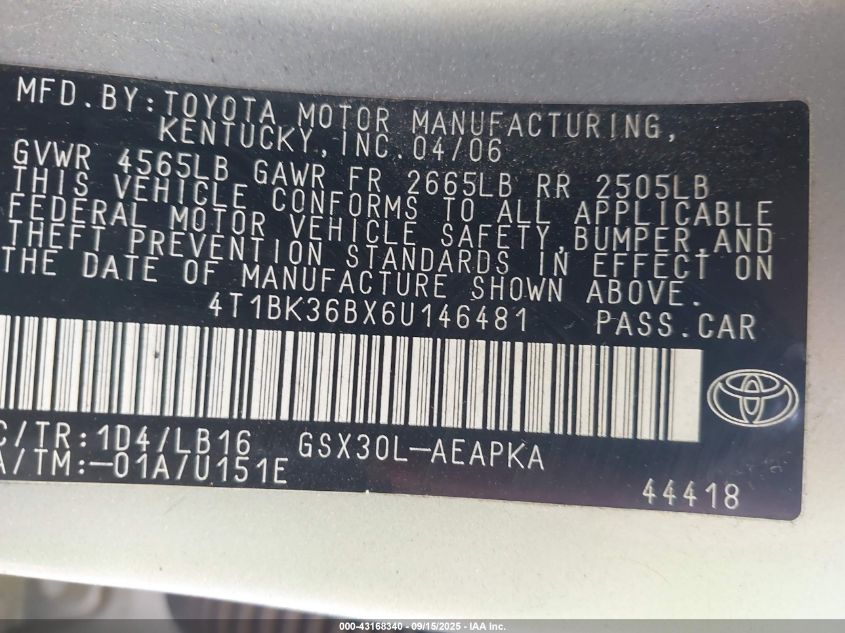 MFD.BY:TOYOTA MOTOR MANUFACTURING,
KENTUCKY,INC.04/06
GVWR 4565LB GAWR FR 2665LB RR 2505LB
THIS VEHICLE CONFORMS TO ALL APPLICABLE
FEDERAL MOTOR VEHICLE SAFETY,BUMPER,AND
THEFT PREVENTION STANDARDS IN EFFECT ON
THE DATE OF MANUFACTURE SHOWN ABOVE.
4T1BK36BX6U146481 PASS.CAR
C/TR:1D4/LB16 GSX30L-AEAPKA
A/TM:-01A/U151E
44418
000-43168340 - 09/15/2025 - IAA Inc.